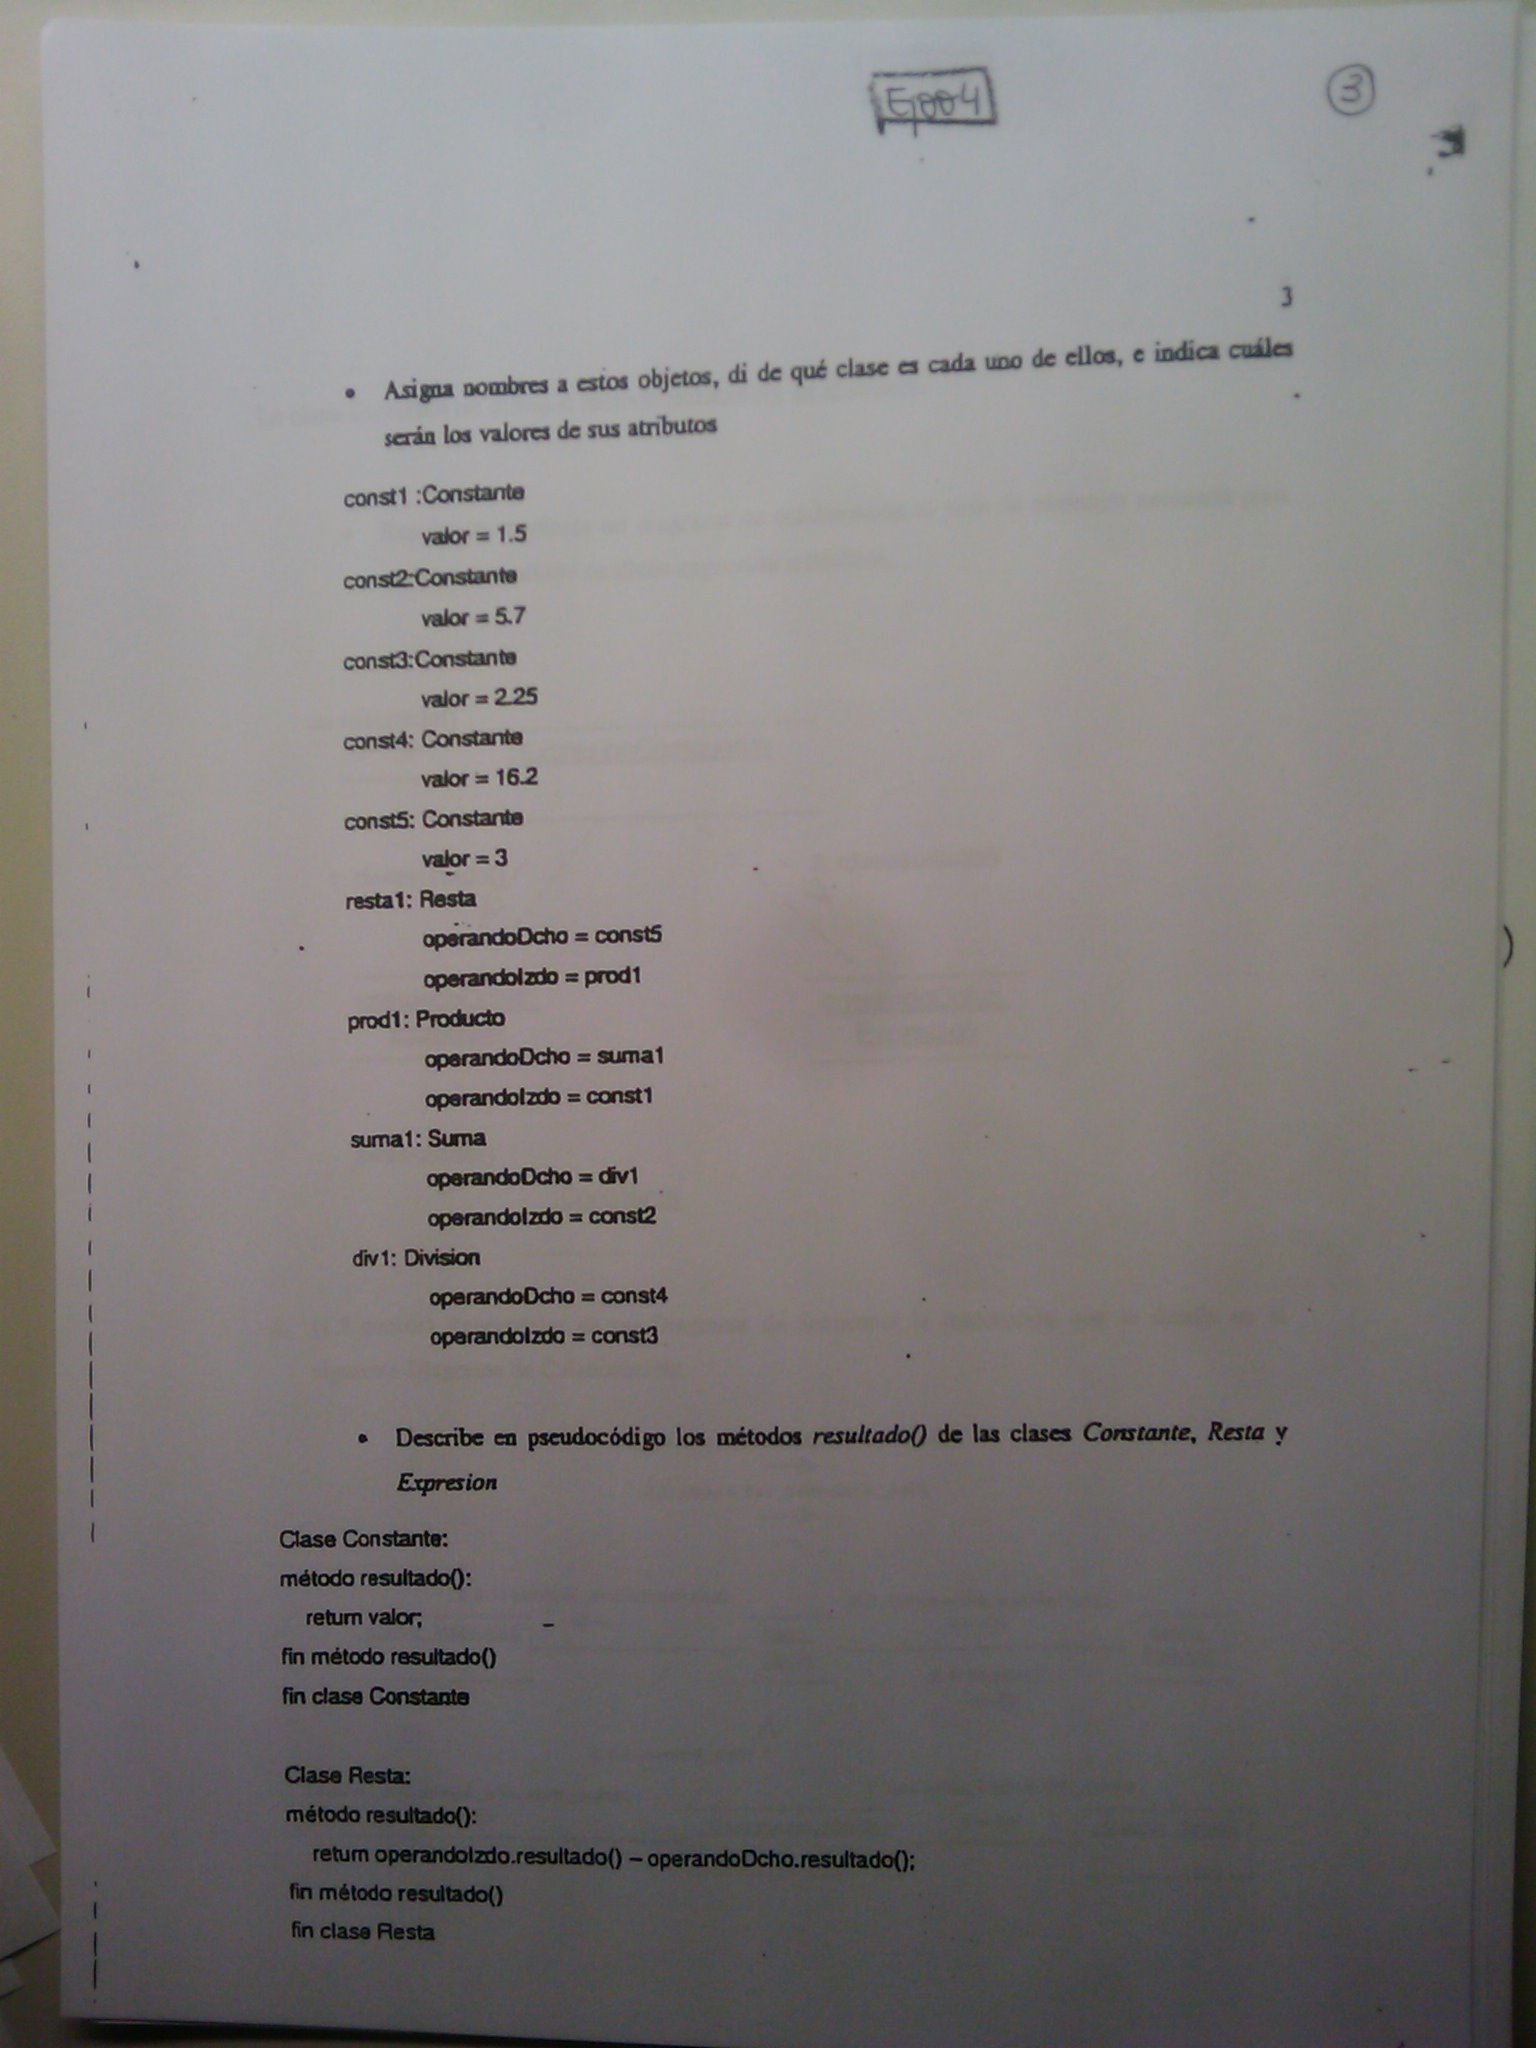 Ej004
3
3
• Asigna nombres a estos objetos, di de qué clase es cada uno de ellos, e indica cuáles
serán los valores de sus atributos
const1 :Constante
valor = 1.5
const2:Constante
valor = 5.7
const3:Constante
valor = 2.25
const4: Constante
valor = 16.2
const5: Constante
valor = 3
resta1: Resta
operandoDcho = const5
operandoIzdo = prod1
prod1: Producto
operandoDcho = suma1
operandoIzdo = const1
suma1: Suma
operandoDcho = div1
operandoIzdo = const2
div1: Division
operandoDcho = const4
operandoIzdo = const3
• Describe en pseudocódigo los métodos resultado() de las clases Constante, Resta y
Expresion
Clase Constante:
método resultado():
return valor;
fin método resultado()
fin clase Constante
Clase Resta:
método resultado():
return operandoIzdo.resultado() – operandoDcho.resultado();
fin método resultado()
fin clase Resta